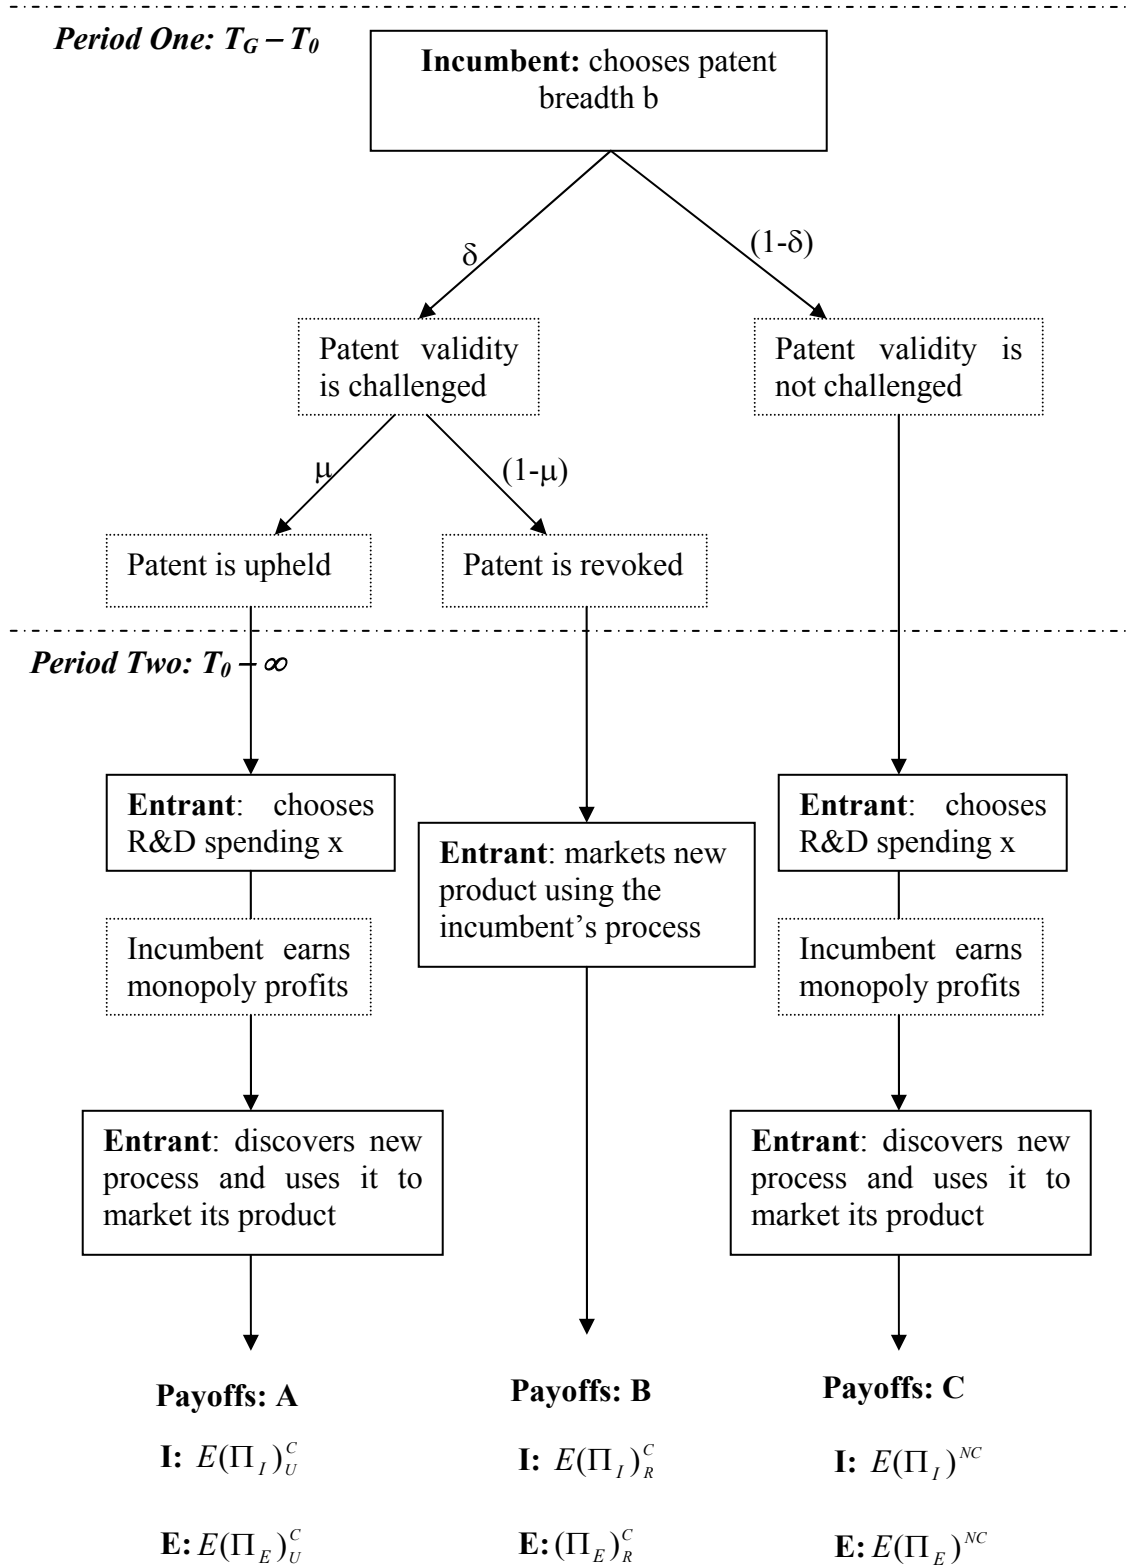 Period One: T_G – T_0
Incumbent: chooses patent
breadth b
δ
(1-δ)
Patent validity
is challenged
Patent validity is
not challenged
μ
(1-μ)
Patent is upheld
Patent is revoked
Period Two: T_0 – ∞
Entrant: chooses
R&D spending x
Entrant: markets new
product using the
incumbent's process
Entrant: chooses
R&D spending x
Incumbent earns
monopoly profits
Incumbent earns
monopoly profits
Entrant: discovers new
process and uses it to
market its product
Entrant: discovers new
process and uses it to
market its product
Payoffs: A
Payoffs: B
Payoffs: C
I: E(Π_I)_U^C
I: E(Π_I)_R^C
I: E(Π_I)^{NC}
E: E(Π_E)_U^C
E: (Π_E)_R^C
E: E(Π_E)^{NC}